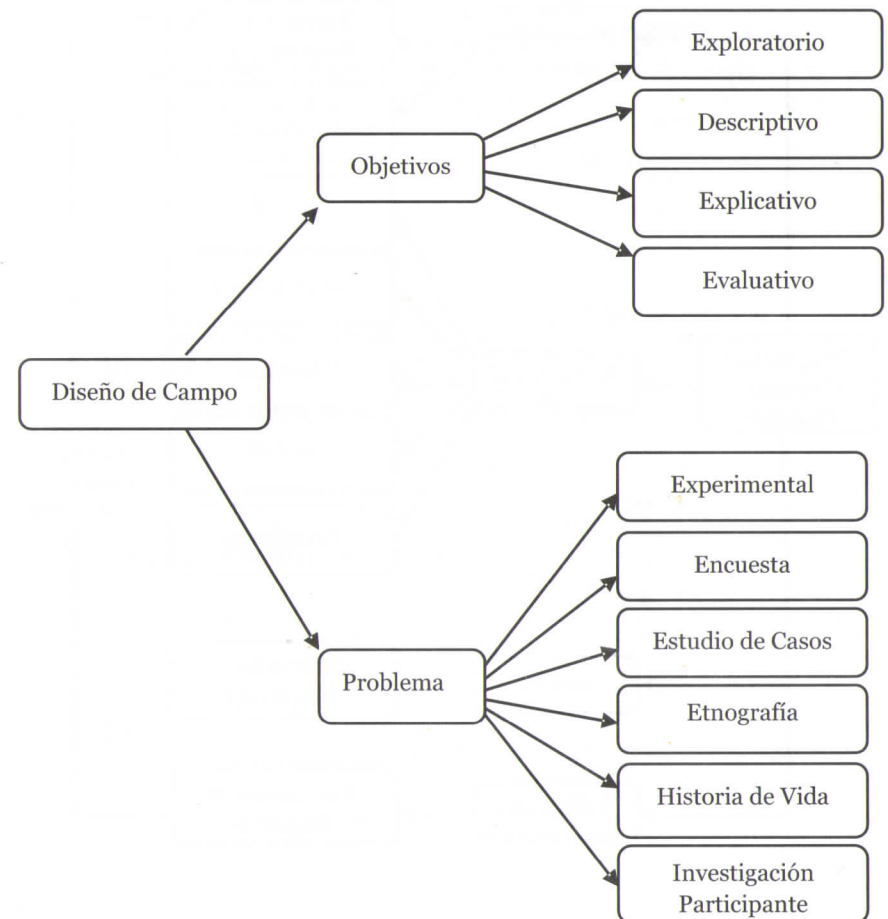 Exploratorio
Descriptivo
Objetivos
Explicativo
Evaluativo
Diseño de Campo
Experimental
Encuesta
Estudio de Casos
Problema
Etnografía
Historia de Vida
Investigación
Participante